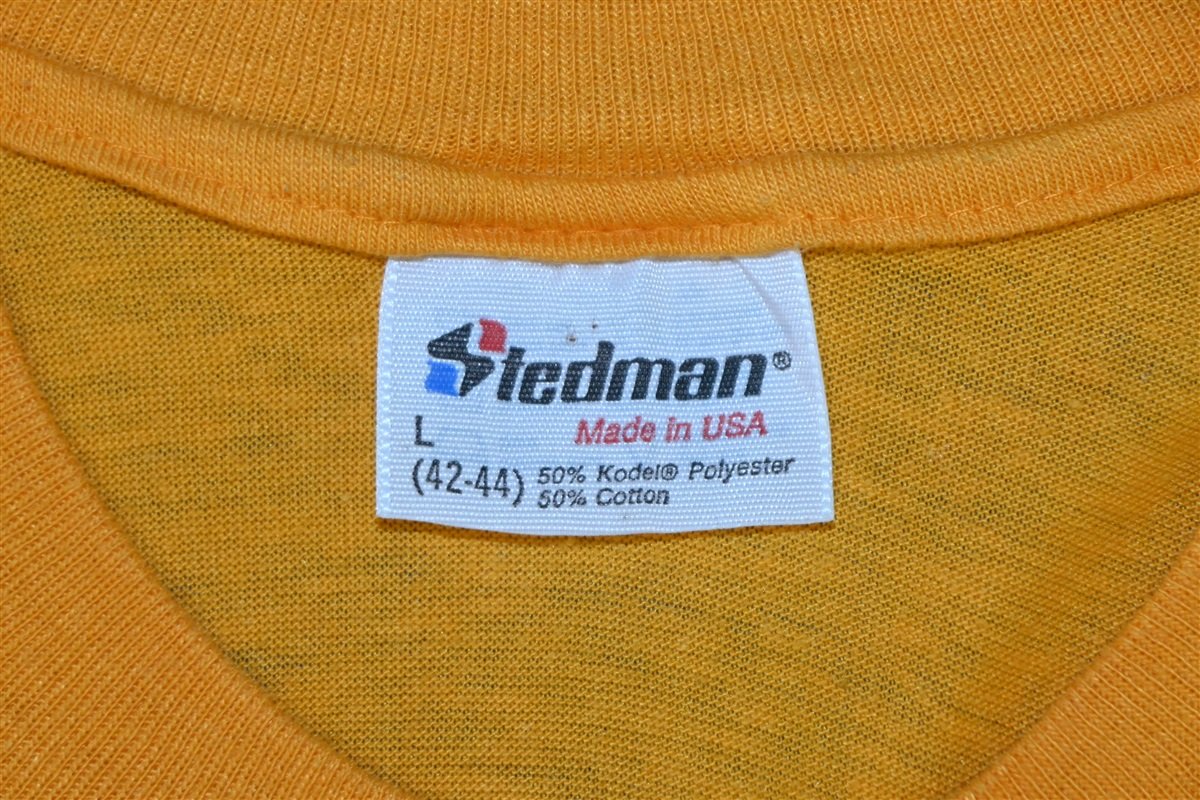 Stedman®
Made in USA
L
(42-44)
50% Kodel® Polyester
50% Cotton